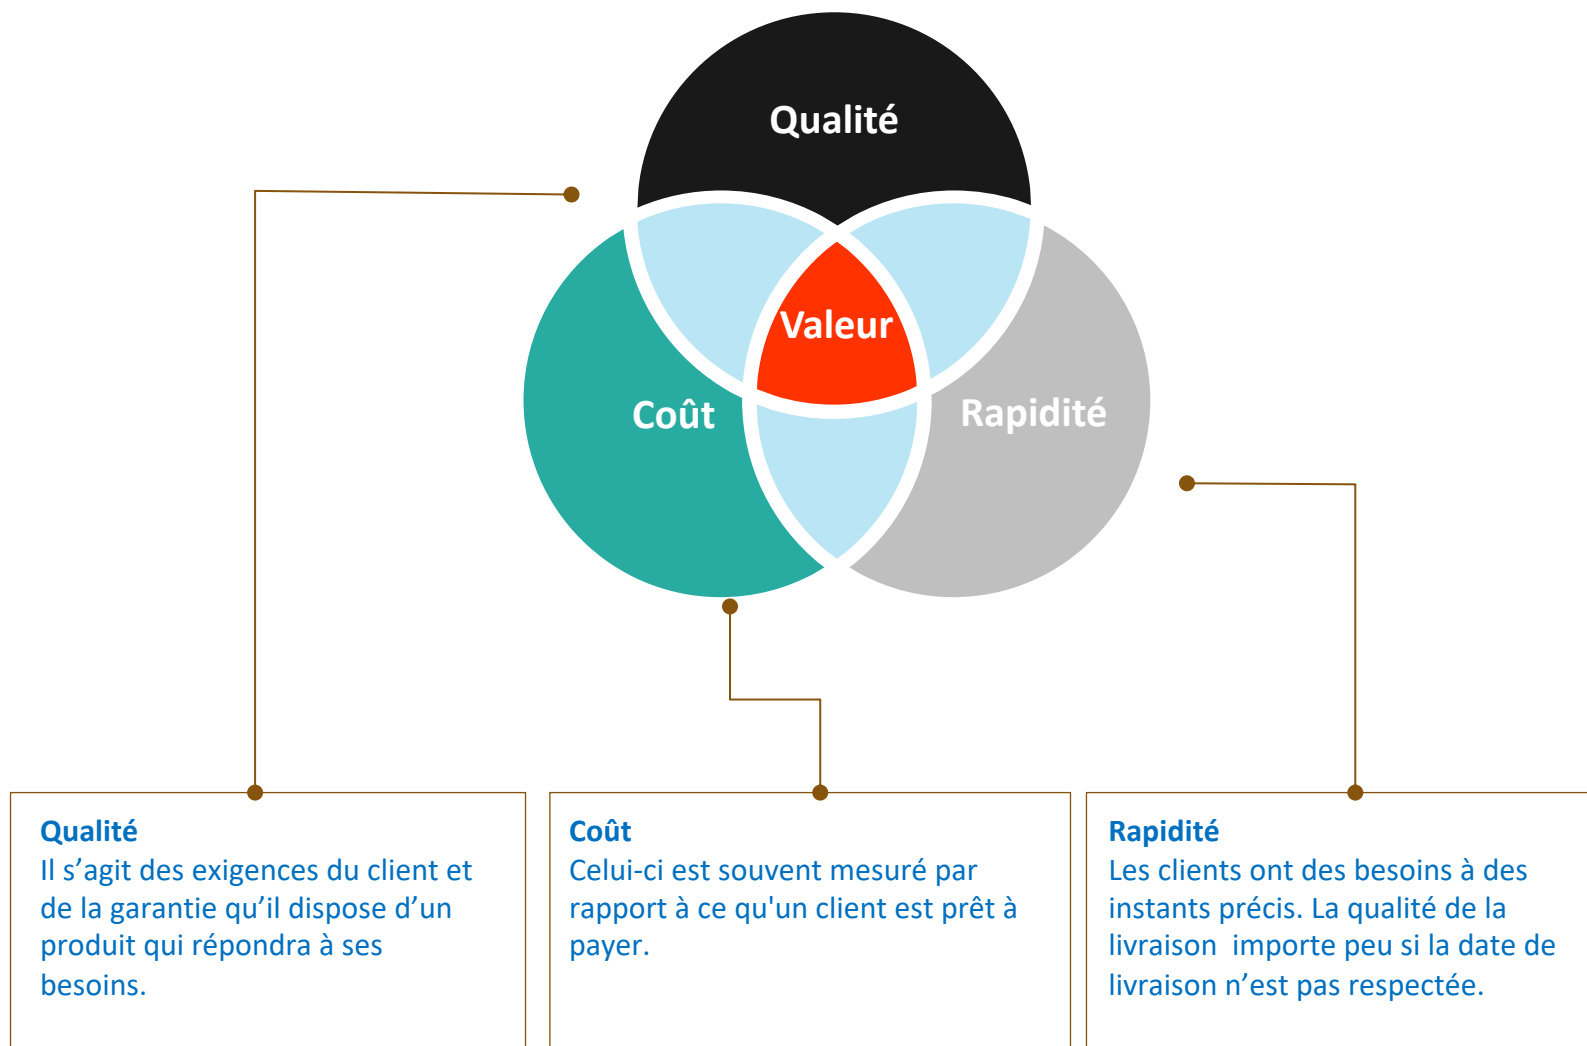 Qualité
Valeur
Coût
Rapidité
Qualité
Il s’agit des exigences du client et
de la garantie qu’il dispose d’un
produit qui répondra à ses
besoins.
Coût
Celui-ci est souvent mesuré par
rapport à ce qu'un client est prêt à
payer.
Rapidité
Les clients ont des besoins à des
instants précis. La qualité de la
livraison  importe peu si la date de
livraison n’est pas respectée.